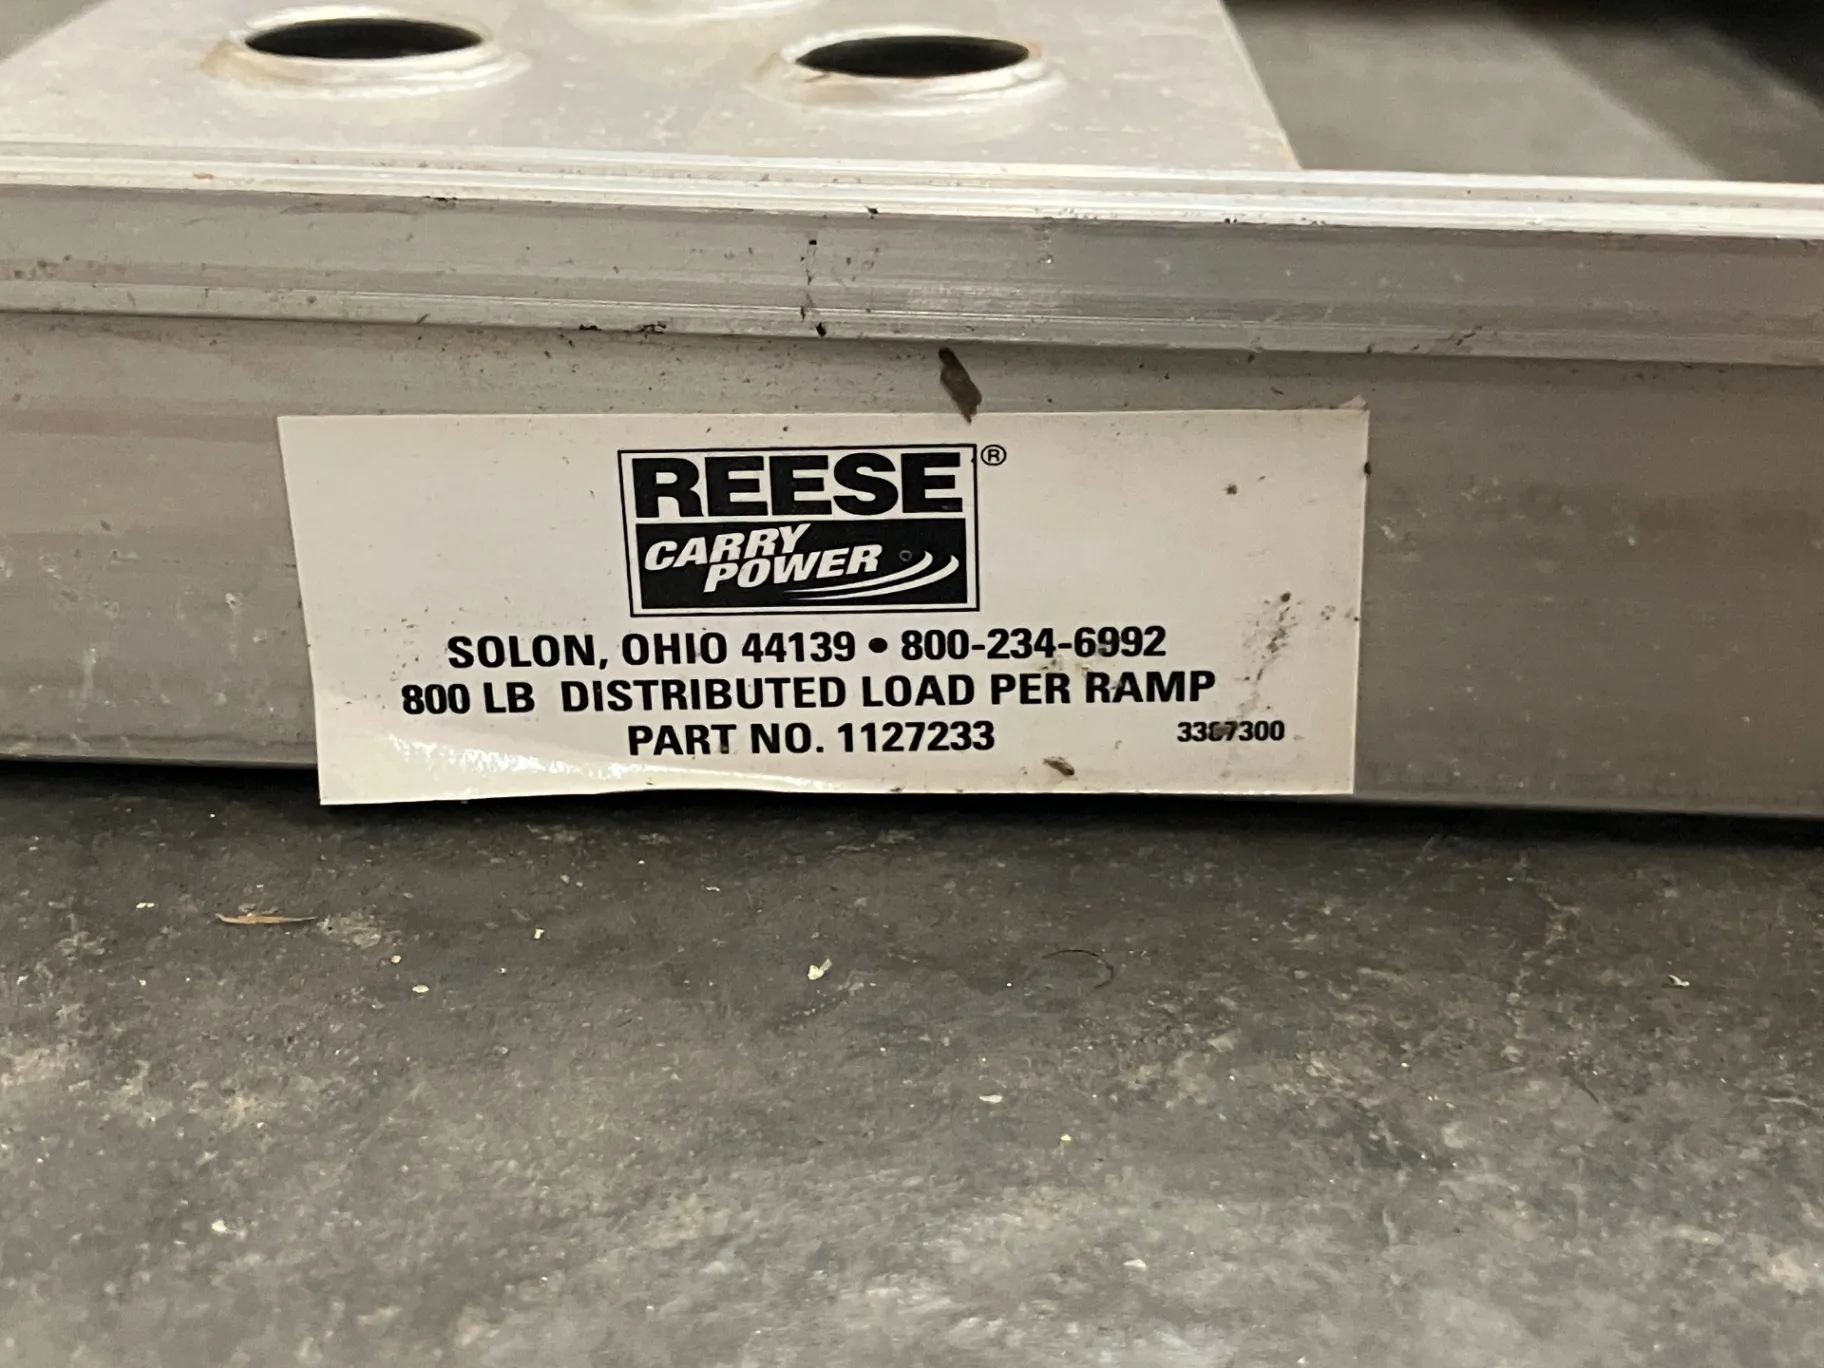 REESE®
CARRY
POWER
SOLON, OHIO 44139 • 800-234-6992
800 LB DISTRIBUTED LOAD PER RAMP
PART NO. 1127233